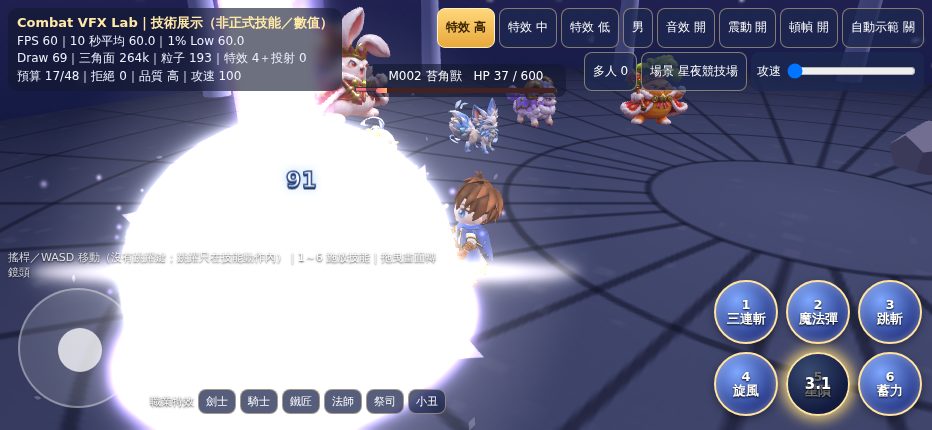 Combat VFX Lab｜技術展示（非正式技能／數值）
FPS 60｜10 秒平均 60.0｜1% Low 60.0
Draw 69｜三角面 264k｜粒子 193｜特效 4＋投射 0
預算 17/48｜拒絕 0｜品質 高｜攻速 100
特效 高
特效 中
特效 低
男
音效 開
震動 開
頓幀 開
自動示範 關
多人 0
場景 星夜競技場
攻速
M002 苔角獸 HP 37 / 600
91
搖桿／WASD 移動（沒有跳躍鍵；跳躍只在技能動作內）｜1～6 施放技能｜拖曳畫面轉
鏡頭
1
三連斬
2
魔法彈
3
跳斬
4
旋風
3.1
6
蓄力
職業特效
劍士
騎士
鐵匠
法師
祭司
小丑